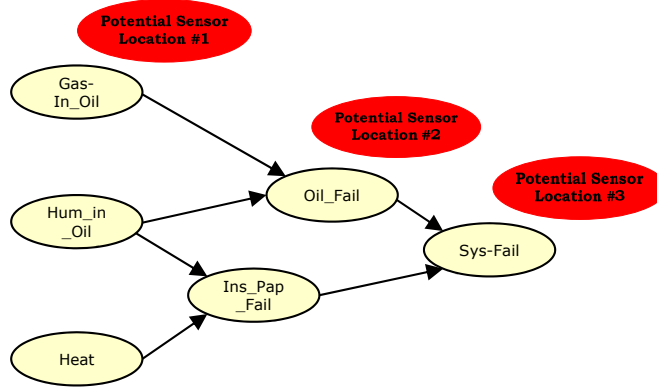 Potential Sensor
Location #1
Gas-
In_Oil
Potential Sensor
Location #2
Potential Sensor
Location #3
Oil_Fail
Hum_in
_Oil
Sys-Fail
Ins_Pap
_Fail
Heat